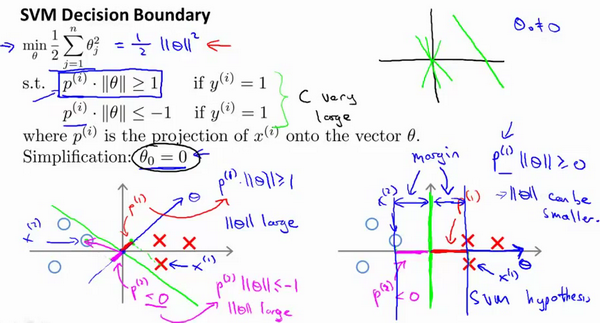 SVM Decision Boundary
min_θ 1/2 Σ_{j=1}^{n} θ_j^2 = 1/2 ||θ||^2
θ_0 ≠ 0
s.t. p^{(i)} · ||θ|| ≥ 1 if y^{(i)} = 1
p^{(i)} · ||θ|| ≤ -1 if y^{(i)} = 1
C very
large
where p^{(i)} is the projection of x^{(i)} onto the vector θ.
Simplification: θ_0 = 0
p^{(1)} ||θ|| ≥ 0
→ ||θ|| can be
smaller.
margin
p^{(1)}
θ
p^{(1)} · ||θ|| ≥ 1
||θ|| large
x^{(2)}
x^{(1)}
p^{(2)}
< 0
p^{(2)} ||θ|| ≤ -1
||θ|| large
x^{(2)}
p^{(1)}
θ
x^{(1)}
p^{(2)}
< 0
SVM hypothesis